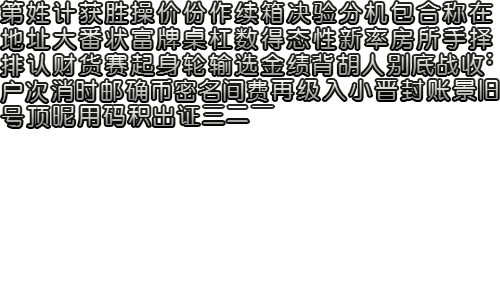 第姓计获胜操价份作续箱决验分机包合称在
地址大番状富牌桌杠数得态性新率房所手择
排认财货赛起身轮输选金绩背胡人别底战收:
户次消时邮确币密名间费再级入小晋封账景旧
号顶昵用码积出证三二一